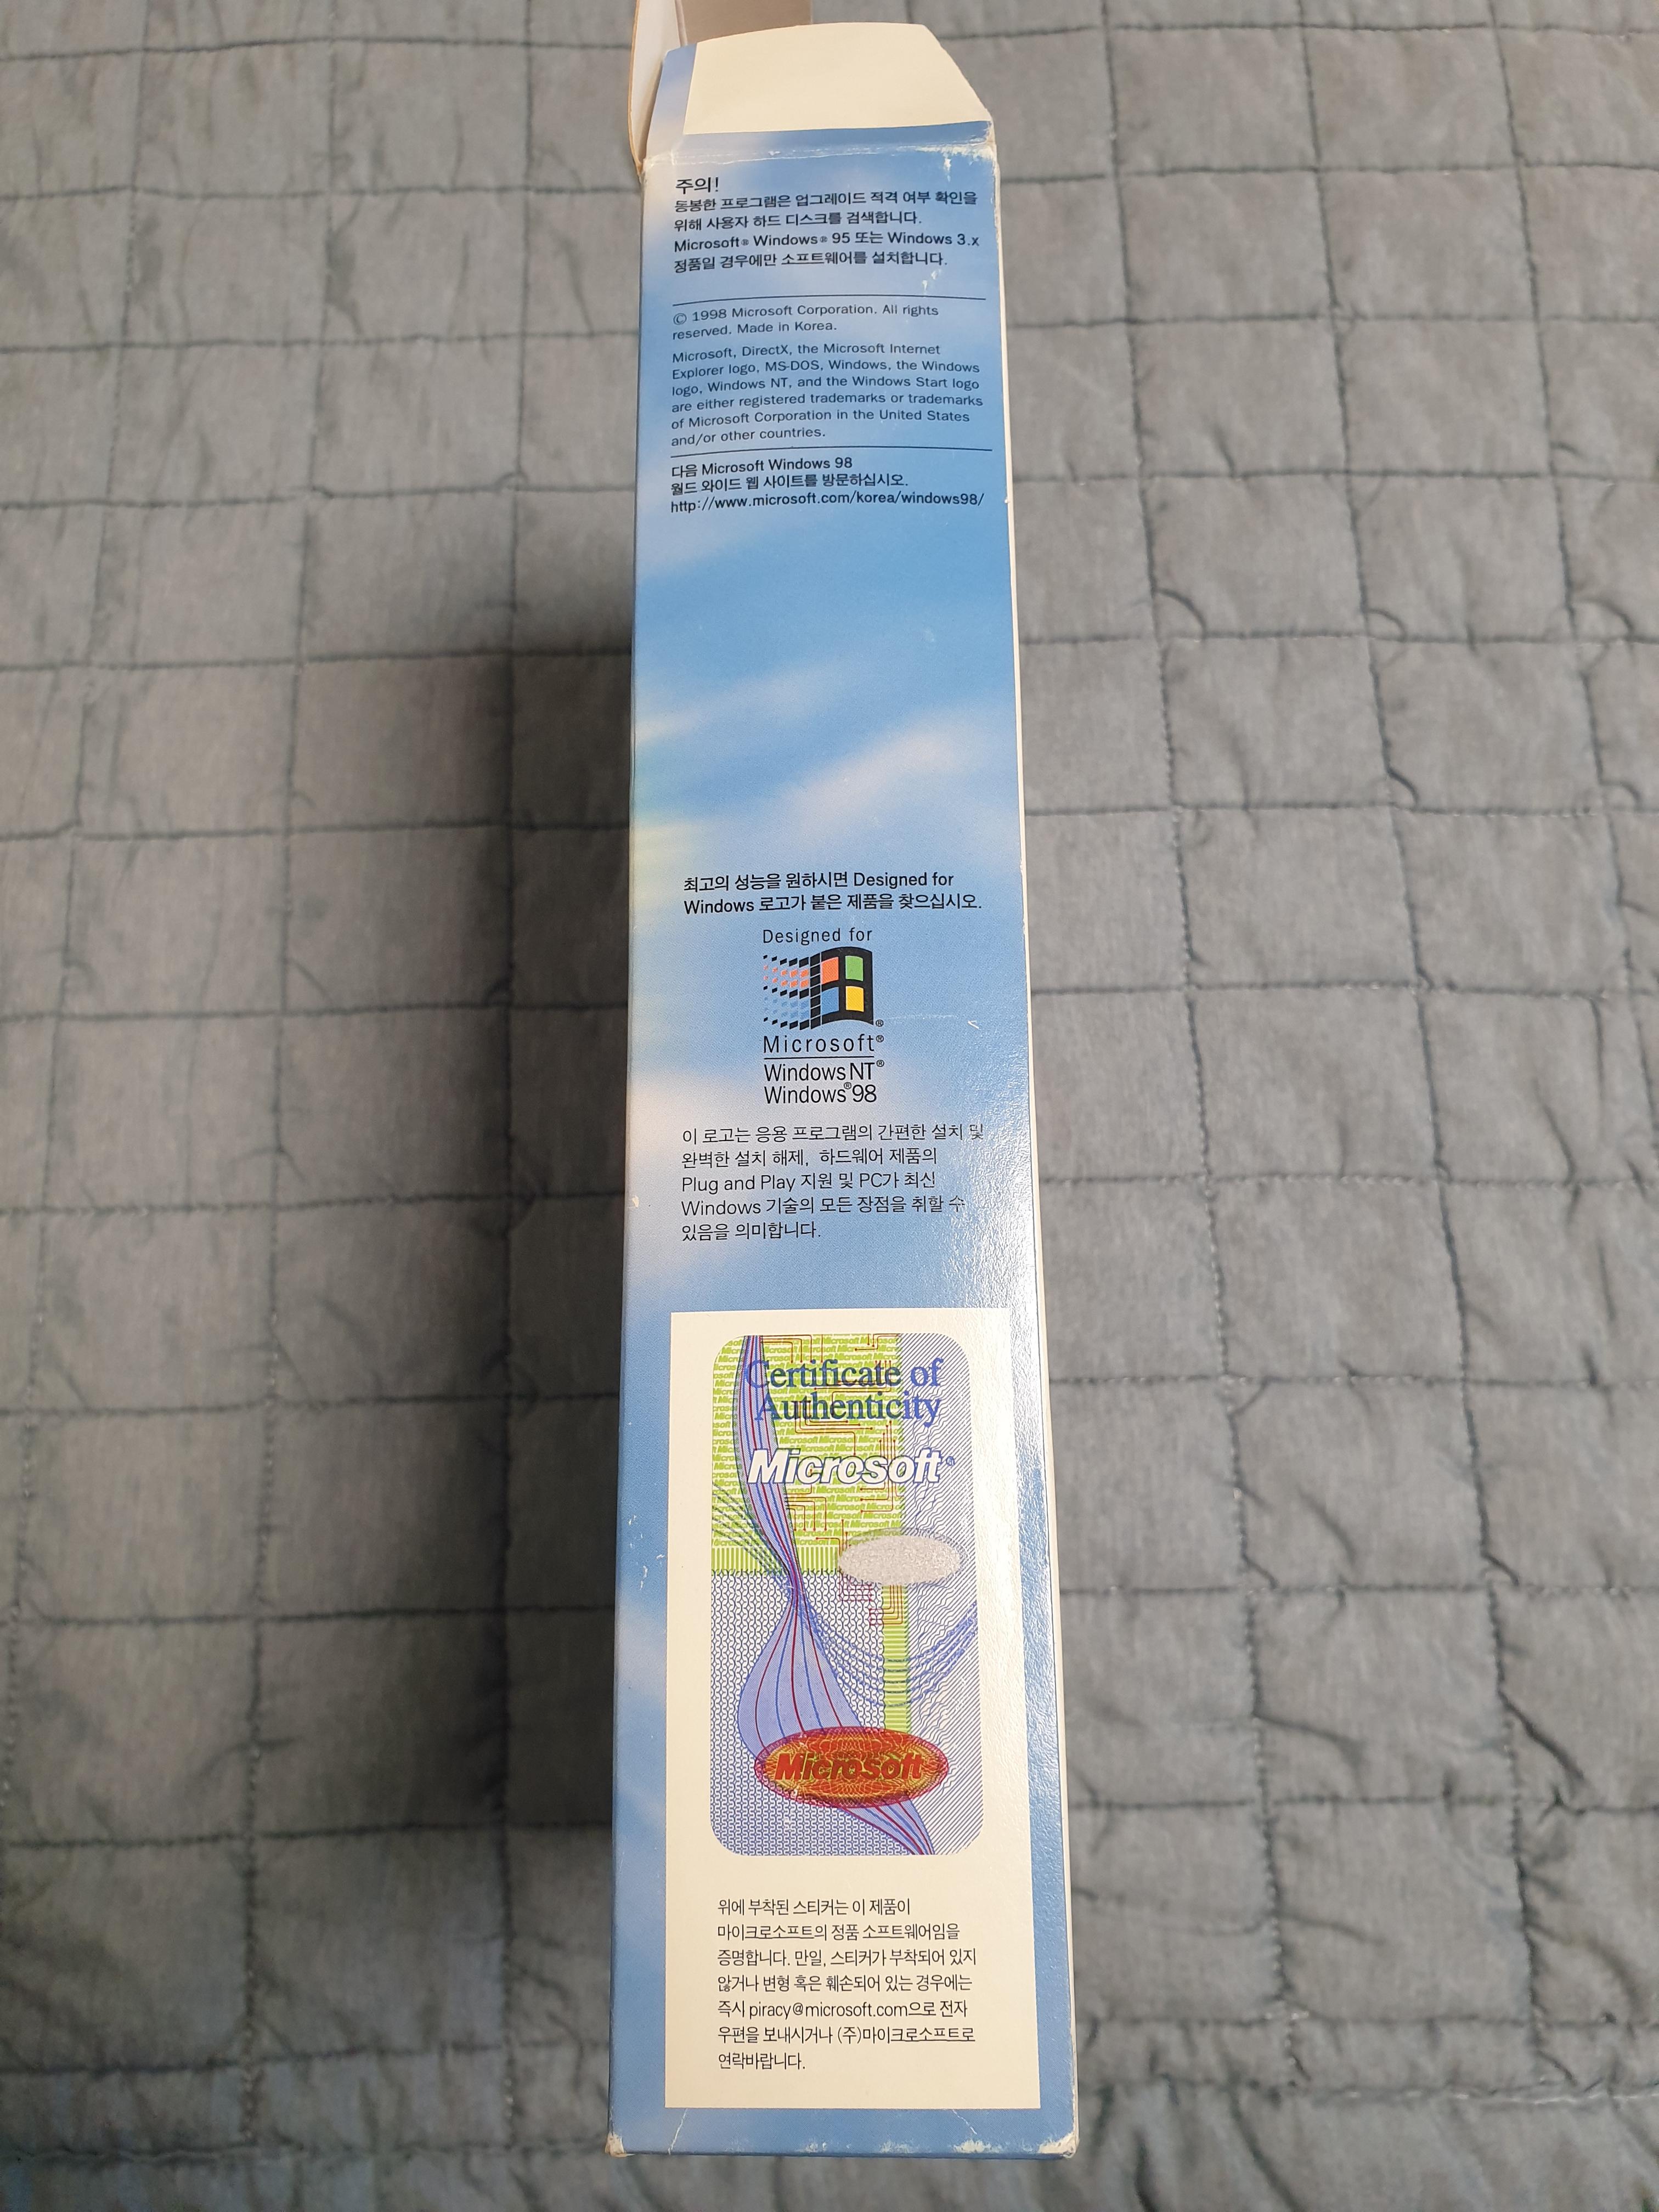 주의!
동봉한 프로그램은 업그레이드 적격 여부 확인을
위해 사용자 하드 디스크를 검색합니다.
Microsoft® Windows® 95 또는 Windows 3.x
정품일 경우에만 소프트웨어를 설치합니다.
© 1998 Microsoft Corporation. All rights
reserved. Made in Korea.
Microsoft, DirectX, the Microsoft Internet
Explorer logo, MS-DOS, Windows, the Windows
logo, Windows NT, and the Windows Start logo
are either registered trademarks or trademarks
of Microsoft Corporation in the United States
and/or other countries.
다음 Microsoft Windows 98
월드 와이드 웹 사이트를 방문하십시오.
http://www.microsoft.com/korea/windows98/
최고의 성능을 원하시면 Designed for
Windows 로고가 붙은 제품을 찾으십시오.
Designed for
®
Microsoft®
Windows NT®
Windows®98
이 로고는 응용 프로그램의 간편한 설치 및
완벽한 설치 해제, 하드웨어 제품의
Plug and Play 지원 및 PC가 최신
Windows 기술의 모든 장점을 취할 수
있음을 의미합니다.
Certificate of
Authenticity
Microsoft®
Microsoft
위에 부착된 스티커는 이 제품이
마이크로소프트의 정품 소프트웨어임을
증명합니다. 만일, 스티커가 부착되어 있지
않거나 변형 혹은 훼손되어 있는 경우에는
즉시 piracy@microsoft.com으로 전자
우편을 보내시거나 (주)마이크로소프트로
연락바랍니다.